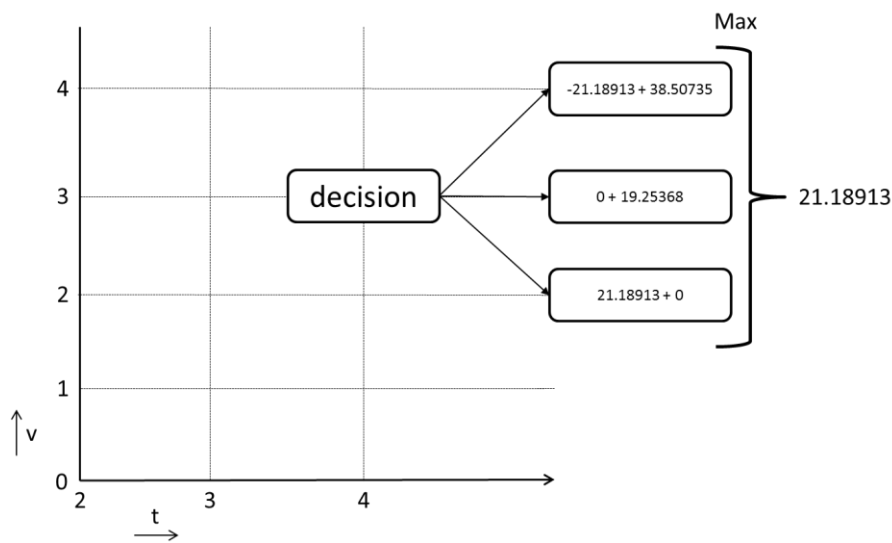 Max
4
-21.18913 + 38.50735
3
decision
0 + 19.25368
21.18913
2
21.18913 + 0
1
v
0
2
3
4
t